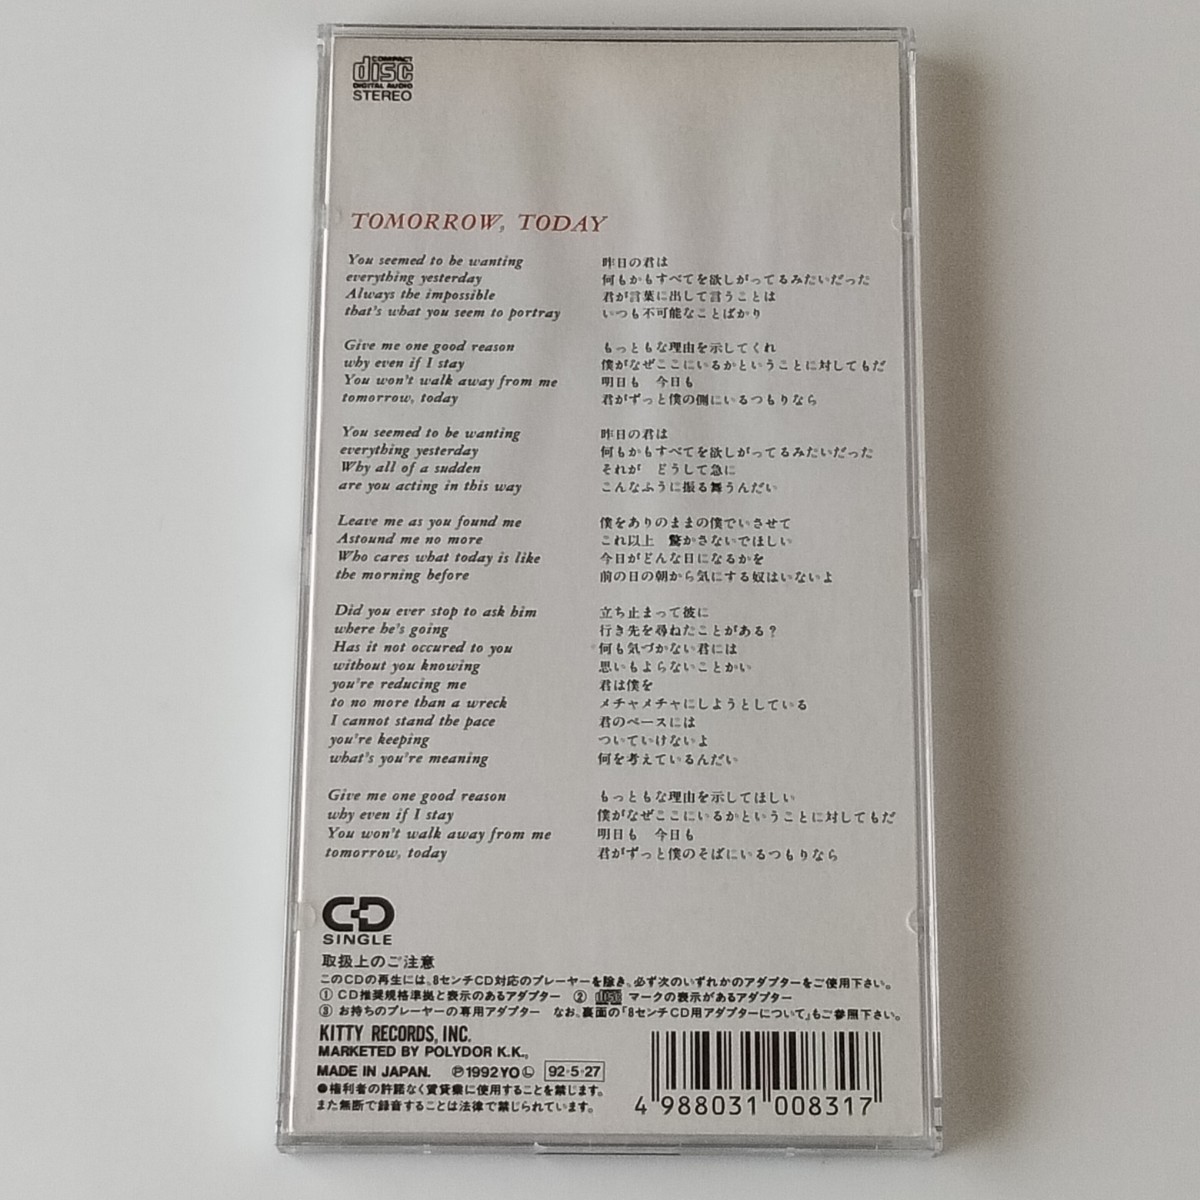 COMPACT
disc
DIGITAL AUDIO
STEREO
TOMORROW, TODAY
You seemed to be wanting
everything yesterday
Always the impossible
that's what you seem to portray
昨日の君は
何もかもすべてを欲しがってるみたいだった
君が言葉に出して言うことは
いつも不可能なことばかり
Give me one good reason
why even if I stay
You won't walk away from me
tomorrow, today
もっともな理由を示してくれ
僕がなぜここにいるかということに対してもだ
明日も 今日も
君がずっと僕の側にいるつもりなら
You seemed to be wanting
everything yesterday
Why all of a sudden
are you acting in this way
昨日の君は
何もかもすべてを欲しがってるみたいだった
それが どうして急に
こんなふうに振る舞うんだい
Leave me as you found me
Astound me no more
Who cares what today is like
the morning before
僕をありのままの僕でいさせて
これ以上 驚かさないでほしい
今日がどんな日になるかを
前の日の朝から気にする奴はいないよ
Did you ever stop to ask him
where he's going
Has it not occured to you
without you knowing
you're reducing me
to no more than a wreck
I cannot stand the pace
you're keeping
what's you're meaning
立ち止まって彼に
行き先を尋ねたことがある?
何も気づかない君には
思いもよらないことかい
君は僕を
メチャメチャにしようとしている
君のペースには
ついていけないよ
何を考えているんだい
Give me one good reason
why even if I stay
You won't walk away from me
tomorrow, today
もっともな理由を示してほしい
僕がなぜここにいるかということに対してもだ
明日も 今日も
君がずっと僕のそばにいるつもりなら
CD
SINGLE
取扱上のご注意
このCDの再生には、8センチCD対応のプレーヤーを除き、必ず次のいずれかのアダプターをご使用下さい。
① CD推奨規格準拠と表示のあるアダプター ② disc マークの表示があるアダプター
③ お持ちのプレーヤーの専用アダプター なお、裏面の「8センチCD用アダプターについて」もご参照下さい。
KITTY RECORDS, INC.
MARKETED BY POLYDOR K.K.,
MADE IN JAPAN. ℗1992 YO Ⓛ 92・5・27
●権利者の許諾なく賃貸業に使用することを禁じます。
また無断で録音することは法律で禁じられています。
4 988031 008317